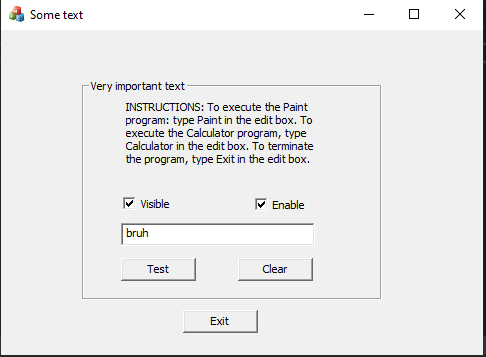 Some text
Very important text
INSTRUCTIONS: To execute the Paint
program: type Paint in the edit box. To
execute the Calculator program, type
Calculator in the edit box. To terminate
the program, type Exit in the edit box.
Visible Enable
bruh
Test Clear
Exit